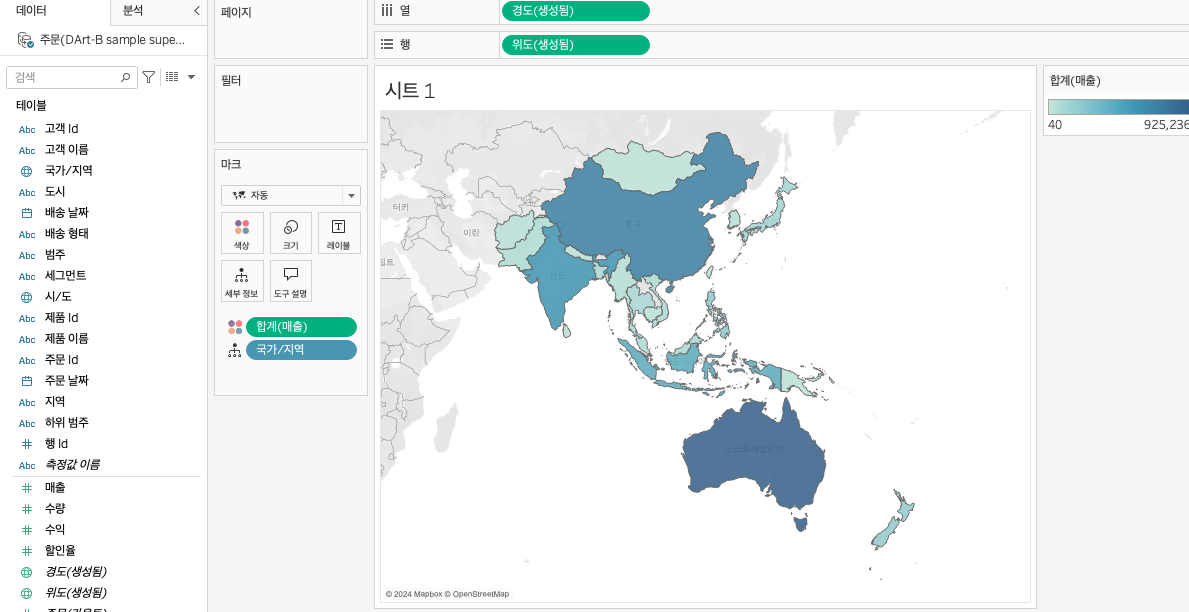 데이터
분석
주문(DArt-B sample supe...
검색
테이블
Abc 고객 Id
Abc 고객 이름
국가/지역
Abc 도시
배송 날짜
Abc 배송 형태
Abc 범주
Abc 세그먼트
시/도
Abc 제품 Id
Abc 제품 이름
Abc 주문 Id
주문 날짜
Abc 지역
Abc 하위 범주
# 행 Id
Abc 측정값 이름
# 매출
# 수량
# 수익
# 할인율
경도(생성됨)
위도(생성됨)
# 주문(카운트)
페이지
필터
마크
자동
색상
크기
레이블
세부 정보
도구 설명
합계(매출)
국가/지역
열
경도(생성됨)
행
위도(생성됨)
시트 1
터키
이란
중국
인도
오스트레일리아
© 2024 Mapbox © OpenStreetMap
합계(매출)
40
925,236